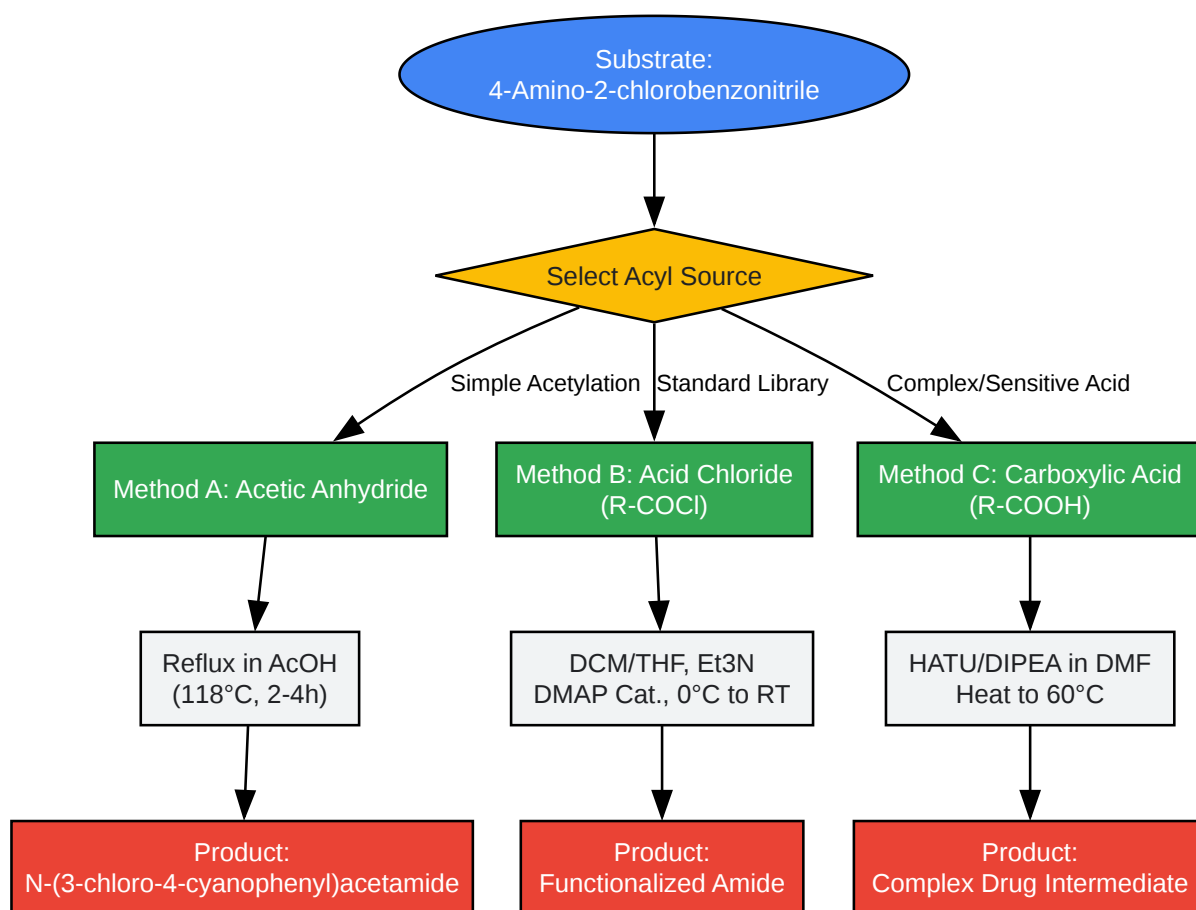 Substrate:
4-Amino-2-chlorobenzonitrile
Select Acyl Source
Simple Acetylation
Standard Library
Complex/Sensitive Acid
Method A: Acetic Anhydride
Method B: Acid Chloride
(R-COCl)
Method C: Carboxylic Acid
(R-COOH)
Reflux in AcOH
(118°C, 2-4h)
DCM/THF, Et3N
DMAP Cat., 0°C to RT
HATU/DIPEA in DMF
Heat to 60°C
Product:
N-(3-chloro-4-cyanophenyl)acetamide
Product:
Functionalized Amide
Product:
Complex Drug Intermediate